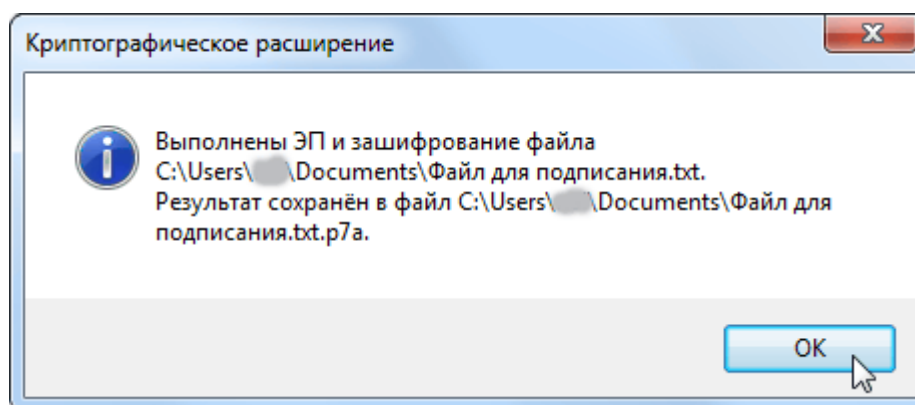 Криптографическое расширение
Выполнены ЭП и зашифрование файла
C:\Users\ \Documents\Файл для подписания.txt.
Результат сохранён в файл C:\Users\ \Documents\Файл для
подписания.txt.p7a.
OK